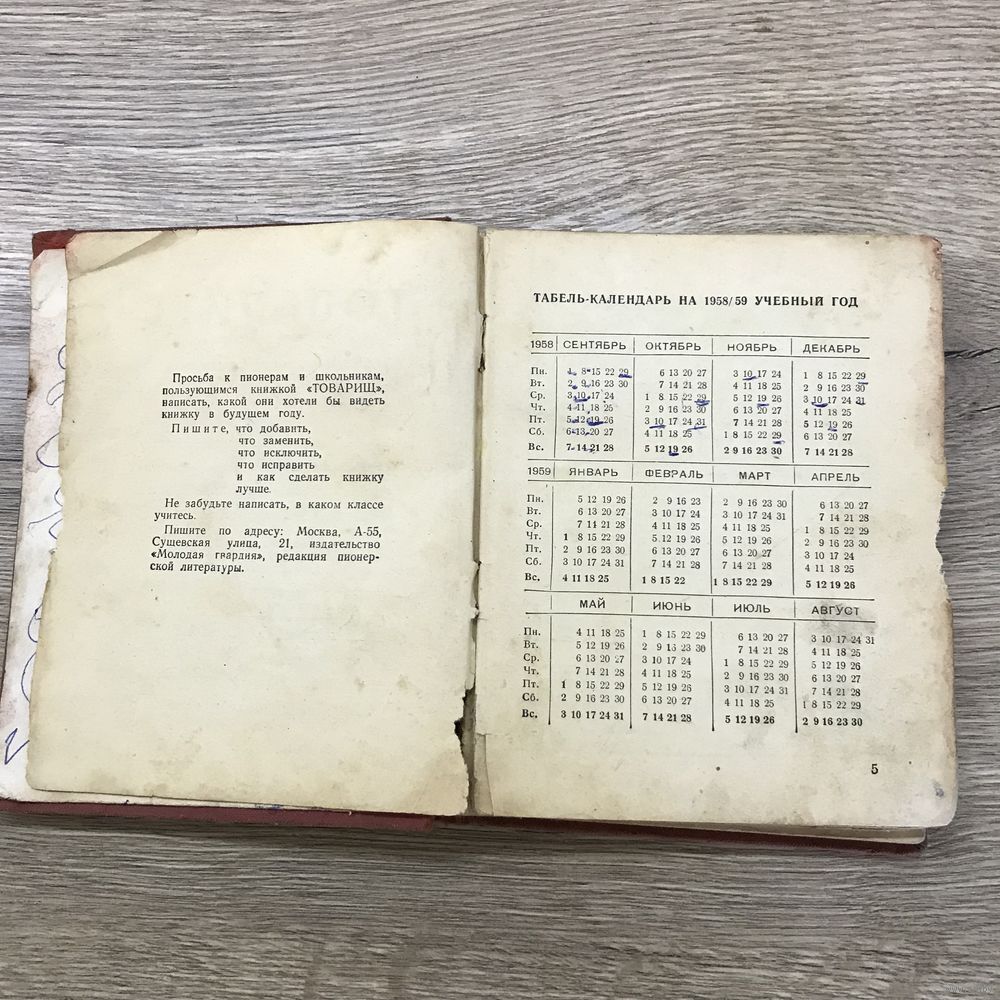 Просьба к пионерам и школьникам,
пользующимся книжкой «ТОВАРИЩ»,
написать, какой они хотели бы видеть
книжку в будущем году.
Пишите, что добавить,
что заменить,
что исключить,
что исправить
и как сделать книжку
лучше.
Не забудьте написать, в каком классе
учитесь.
Пишите по адресу: Москва, А-55,
Сущевская улица, 21, издательство
«Молодая гвардия», редакция пионер-
ской литературы.
ТАБЕЛЬ-КАЛЕНДАРЬ НА 1958/59 УЧЕБНЫЙ ГОД
1958 СЕНТЯБРЬ ОКТЯБРЬ НОЯБРЬ ДЕКАБРЬ
Пн. 1 8 15 22 29 6 13 20 27 3 10 17 24 1 8 15 22 29
Вт. 2 9 16 23 30 7 14 21 28 4 11 18 25 2 9 16 23 30
Ср. 3 10 17 24 1 8 15 22 29 5 12 19 26 3 10 17 24 31
Чт. 4 11 18 25 2 9 16 23 30 6 13 20 27 4 11 18 25
Пт. 5 12 19 26 3 10 17 24 31 7 14 21 28 5 12 19 26
Сб. 6 13 20 27 4 11 18 25 1 8 15 22 29 6 13 20 27
Вс. 7 14 21 28 5 12 19 26 2 9 16 23 30 7 14 21 28
1959 ЯНВАРЬ ФЕВРАЛЬ МАРТ АПРЕЛЬ
Пн. 5 12 19 26 2 9 16 23 2 9 16 23 30 6 13 20 27
Вт. 6 13 20 27 3 10 17 24 3 10 17 24 31 7 14 21 28
Ср. 7 14 21 28 4 11 18 25 4 11 18 25 1 8 15 22 29
Чт. 1 8 15 22 29 5 12 19 26 5 12 19 26 2 9 16 23 30
Пт. 2 9 16 23 30 6 13 20 27 6 13 20 27 3 10 17 24
Сб. 3 10 17 24 31 7 14 21 28 7 14 21 28 4 11 18 25
Вс. 4 11 18 25 1 8 15 22 1 8 15 22 29 5 12 19 26
МАЙ ИЮНЬ ИЮЛЬ АВГУСТ
Пн. 4 11 18 25 1 8 15 22 29 6 13 20 27 3 10 17 24 31
Вт. 5 12 19 26 2 9 16 23 30 7 14 21 28 4 11 18 25
Ср. 6 13 20 27 3 10 17 24 1 8 15 22 29 5 12 19 26
Чт. 7 14 21 28 4 11 18 25 2 9 16 23 30 6 13 20 27
Пт. 1 8 15 22 29 5 12 19 26 3 10 17 24 31 7 14 21 28
Сб. 2 9 16 23 30 6 13 20 27 4 11 18 25 1 8 15 22 29
Вс. 3 10 17 24 31 7 14 21 28 5 12 19 26 2 9 16 23 30
5